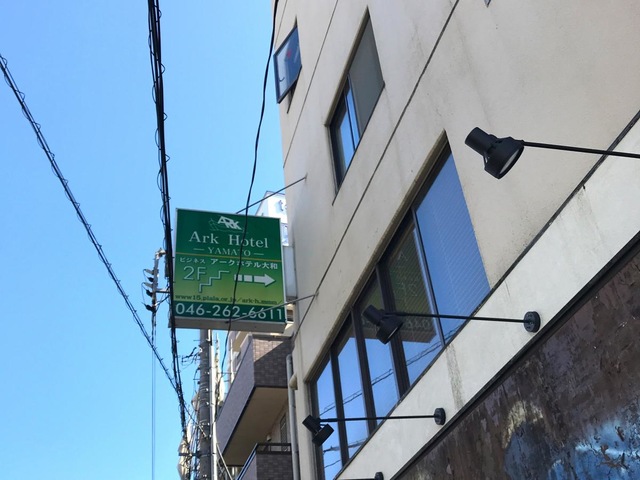 ARK
Ark Hotel
YAMATO
ビジネス アークホテル大和
2F
046-262-6611